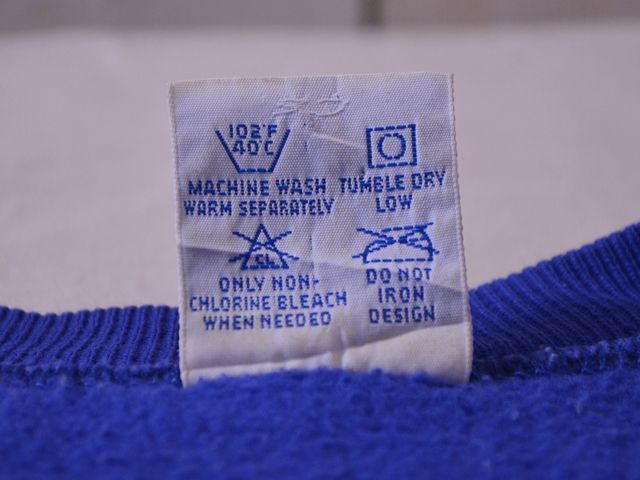 102°F
40°C
MACHINE WASH
WARM SEPARATELY
TUMBLE DRY
LOW
ONLY NON-
CHLORINE BLEACH
WHEN NEEDED
DO NOT
IRON
DESIGN